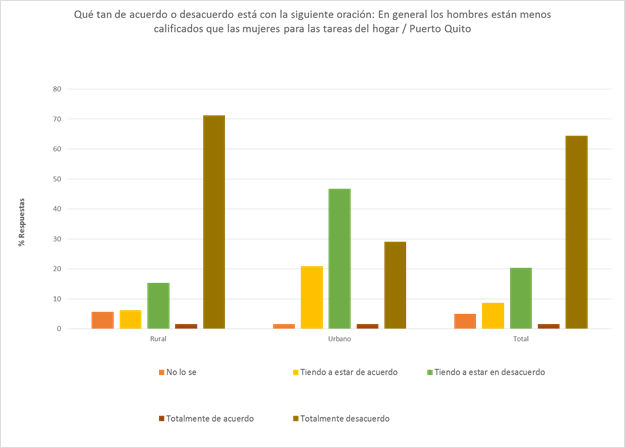 Qué tan de acuerdo o desacuerdo está con la siguiente oración: En general los hombres están menos
calificados que las mujeres para las tareas del hogar / Puerto Quito
80
70
60
50
40
30
20
10
0
% Respuestas
Rural Urbano Total
No lo se Tiendo a estar de acuerdo Tiendo a estar en desacuerdo
Totalmente de acuerdo Totalmente desacuerdo